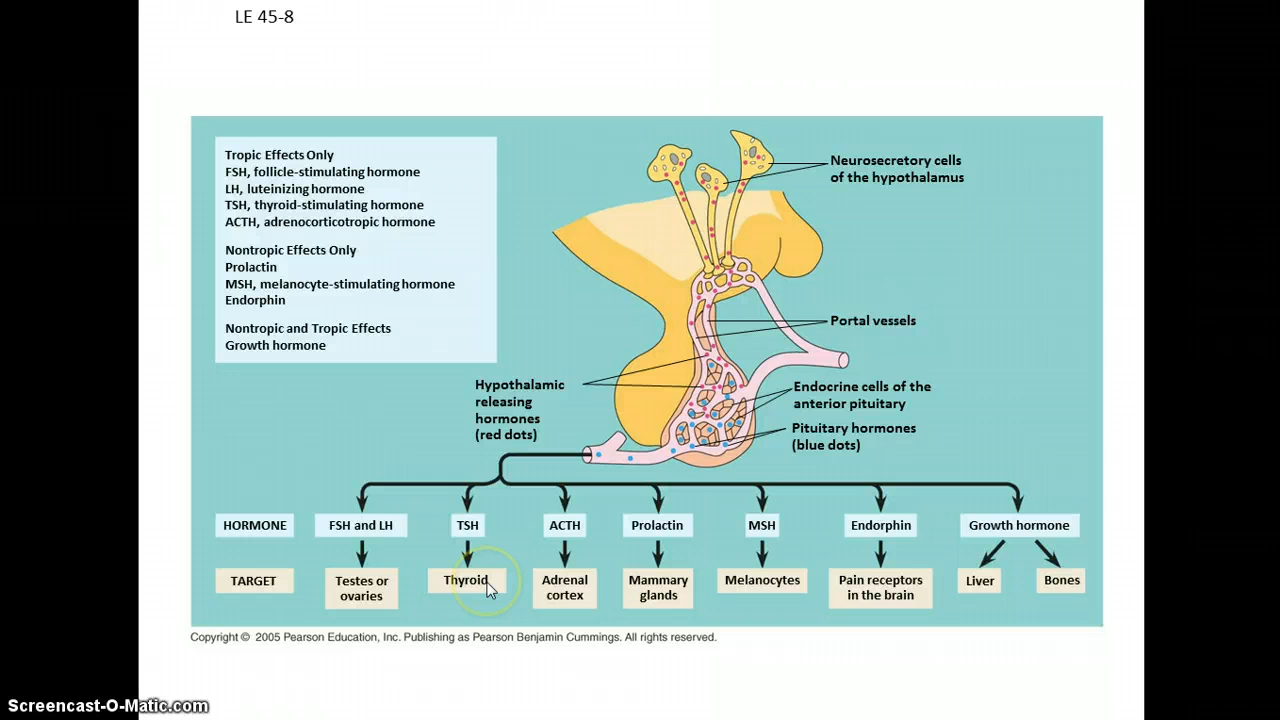 LE 45-8
Tropic Effects Only
FSH, follicle-stimulating hormone
LH, luteinizing hormone
TSH, thyroid-stimulating hormone
ACTH, adrenocorticotropic hormone
Nontropic Effects Only
Prolactin
MSH, melanocyte-stimulating hormone
Endorphin
Nontropic and Tropic Effects
Growth hormone
Neurosecretory cells
of the hypothalamus
Portal vessels
Hypothalamic
releasing
hormones
(red dots)
Endocrine cells of the
anterior pituitary
Pituitary hormones
(blue dots)
HORMONE FSH and LH TSH ACTH Prolactin MSH Endorphin Growth hormone
TARGET
Testes or
ovaries
Thyroid
Adrenal
cortex
Mammary
glands
Melanocytes
Pain receptors
in the brain
Liver
Bones
Copyright © 2005 Pearson Education, Inc. Publishing as Pearson Benjamin Cummings. All rights reserved.
Screencast-O-Matic.com